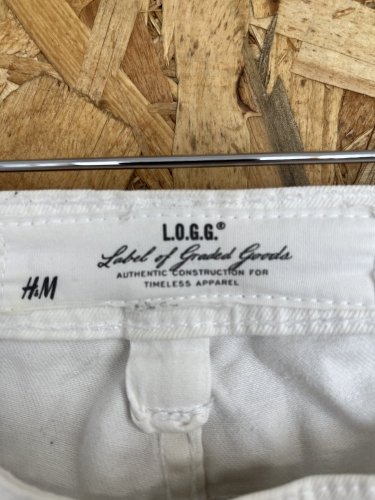 L.O.G.G.®
Label of Graded Goods
AUTHENTIC CONSTRUCTION FOR
TIMELESS APPAREL
H&M